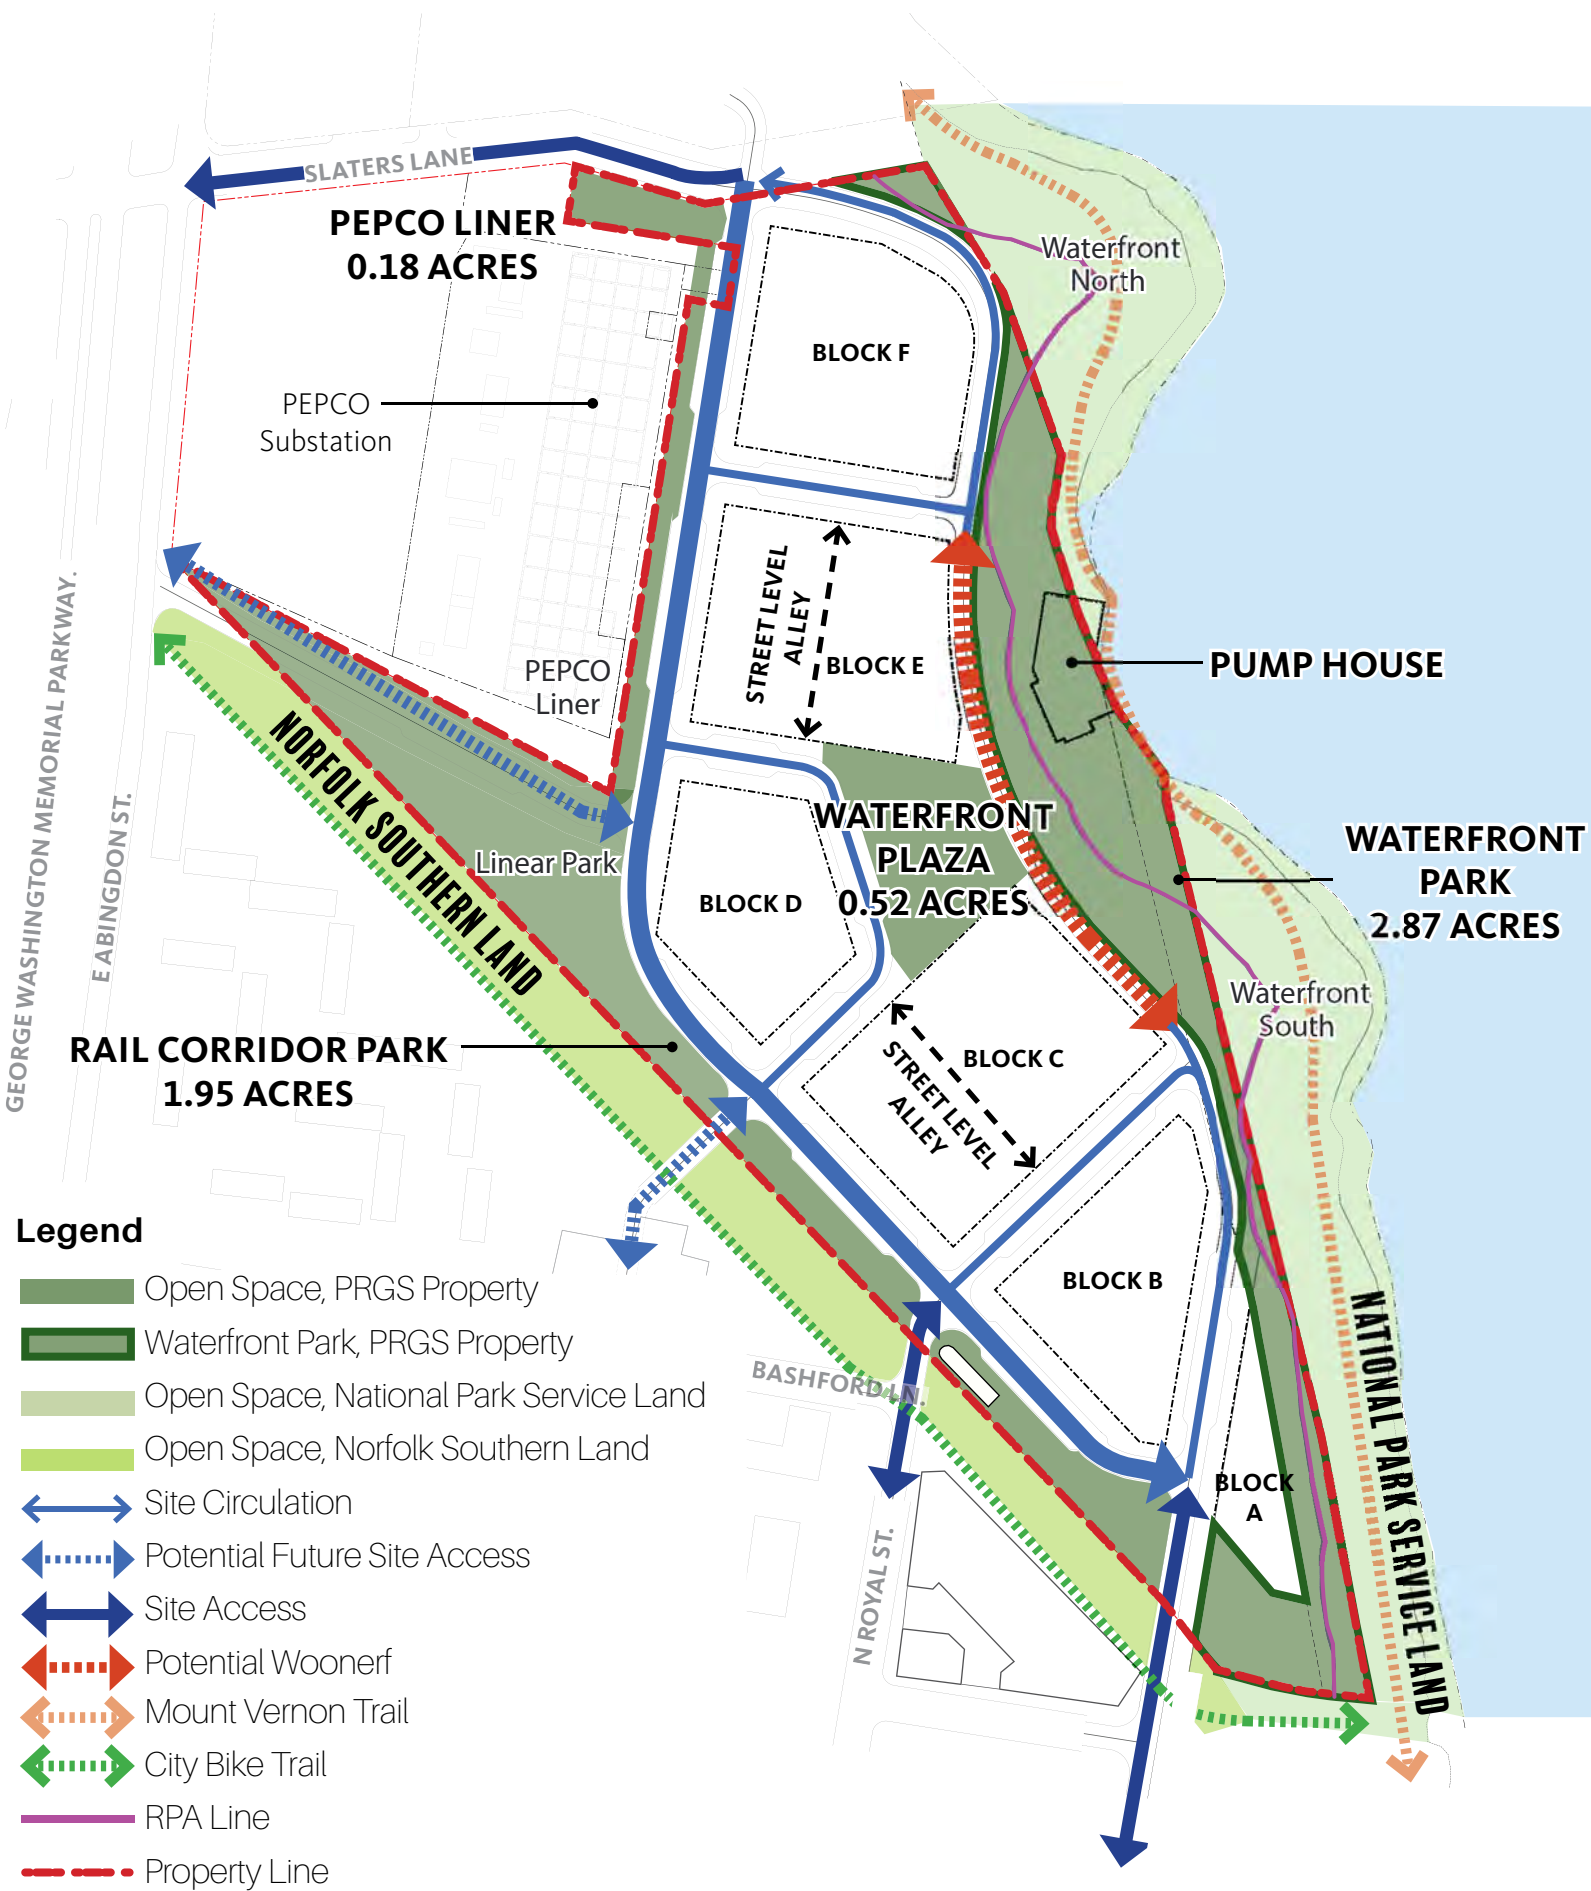 SLATERS LANE
PEPCO LINER
0.18 ACRES
Waterfront
North
BLOCK F
PEPCO
Substation
GEORGE WASHINGTON MEMORIAL PARKWAY.
E ABINGDON ST.
STREET LEVEL
ALLEY
BLOCK E
PEPCO
Liner
PUMP HOUSE
NORFOLK SOUTHERN LAND
Linear Park
WATERFRONT
PLAZA
0.52 ACRES
WATERFRONT
PARK
2.87 ACRES
BLOCK D
Waterfront
South
RAIL CORRIDOR PARK
1.95 ACRES
BLOCK C
STREET LEVEL
ALLEY
BLOCK B
BASHFORD LN.
N ROYAL ST.
BLOCK
A
NATIONAL PARK SERVICE LAND
Legend
Open Space, PRGS Property
Waterfront Park, PRGS Property
Open Space, National Park Service Land
Open Space, Norfolk Southern Land
Site Circulation
Potential Future Site Access
Site Access
Potential Woonerf
Mount Vernon Trail
City Bike Trail
RPA Line
Property Line